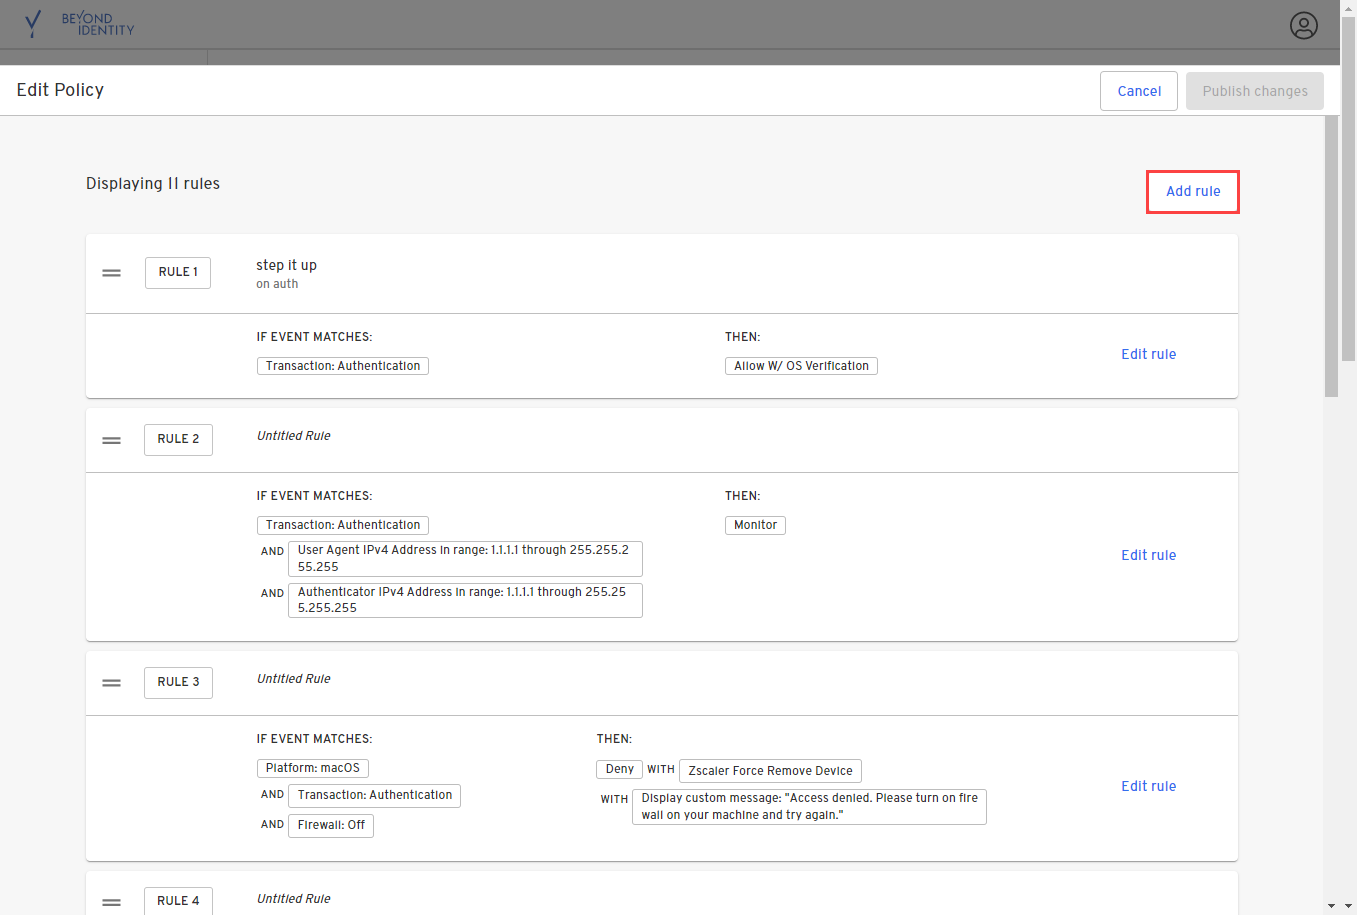 BEYOND
IDENTITY
Edit Policy
Cancel
Publish changes
Displaying 11 rules
Add rule
RULE 1
step it up
on auth
IF EVENT MATCHES:
THEN:
Transaction: Authentication
Allow W/ OS Verification
Edit rule
RULE 2
Untitled Rule
IF EVENT MATCHES:
THEN:
Transaction: Authentication
Monitor
AND
User Agent IPv4 Address in range: 1.1.1.1 through 255.255.2
55.255
Edit rule
AND
Authenticator IPv4 Address in range: 1.1.1.1 through 255.25
5.255.255
RULE 3
Untitled Rule
IF EVENT MATCHES:
THEN:
Platform: macOS
Deny WITH Zscaler Force Remove Device
AND Transaction: Authentication
WITH Display custom message: "Access denied. Please turn on fire
wall on your machine and try again."
Edit rule
AND Firewall: Off
RULE 4
Untitled Rule